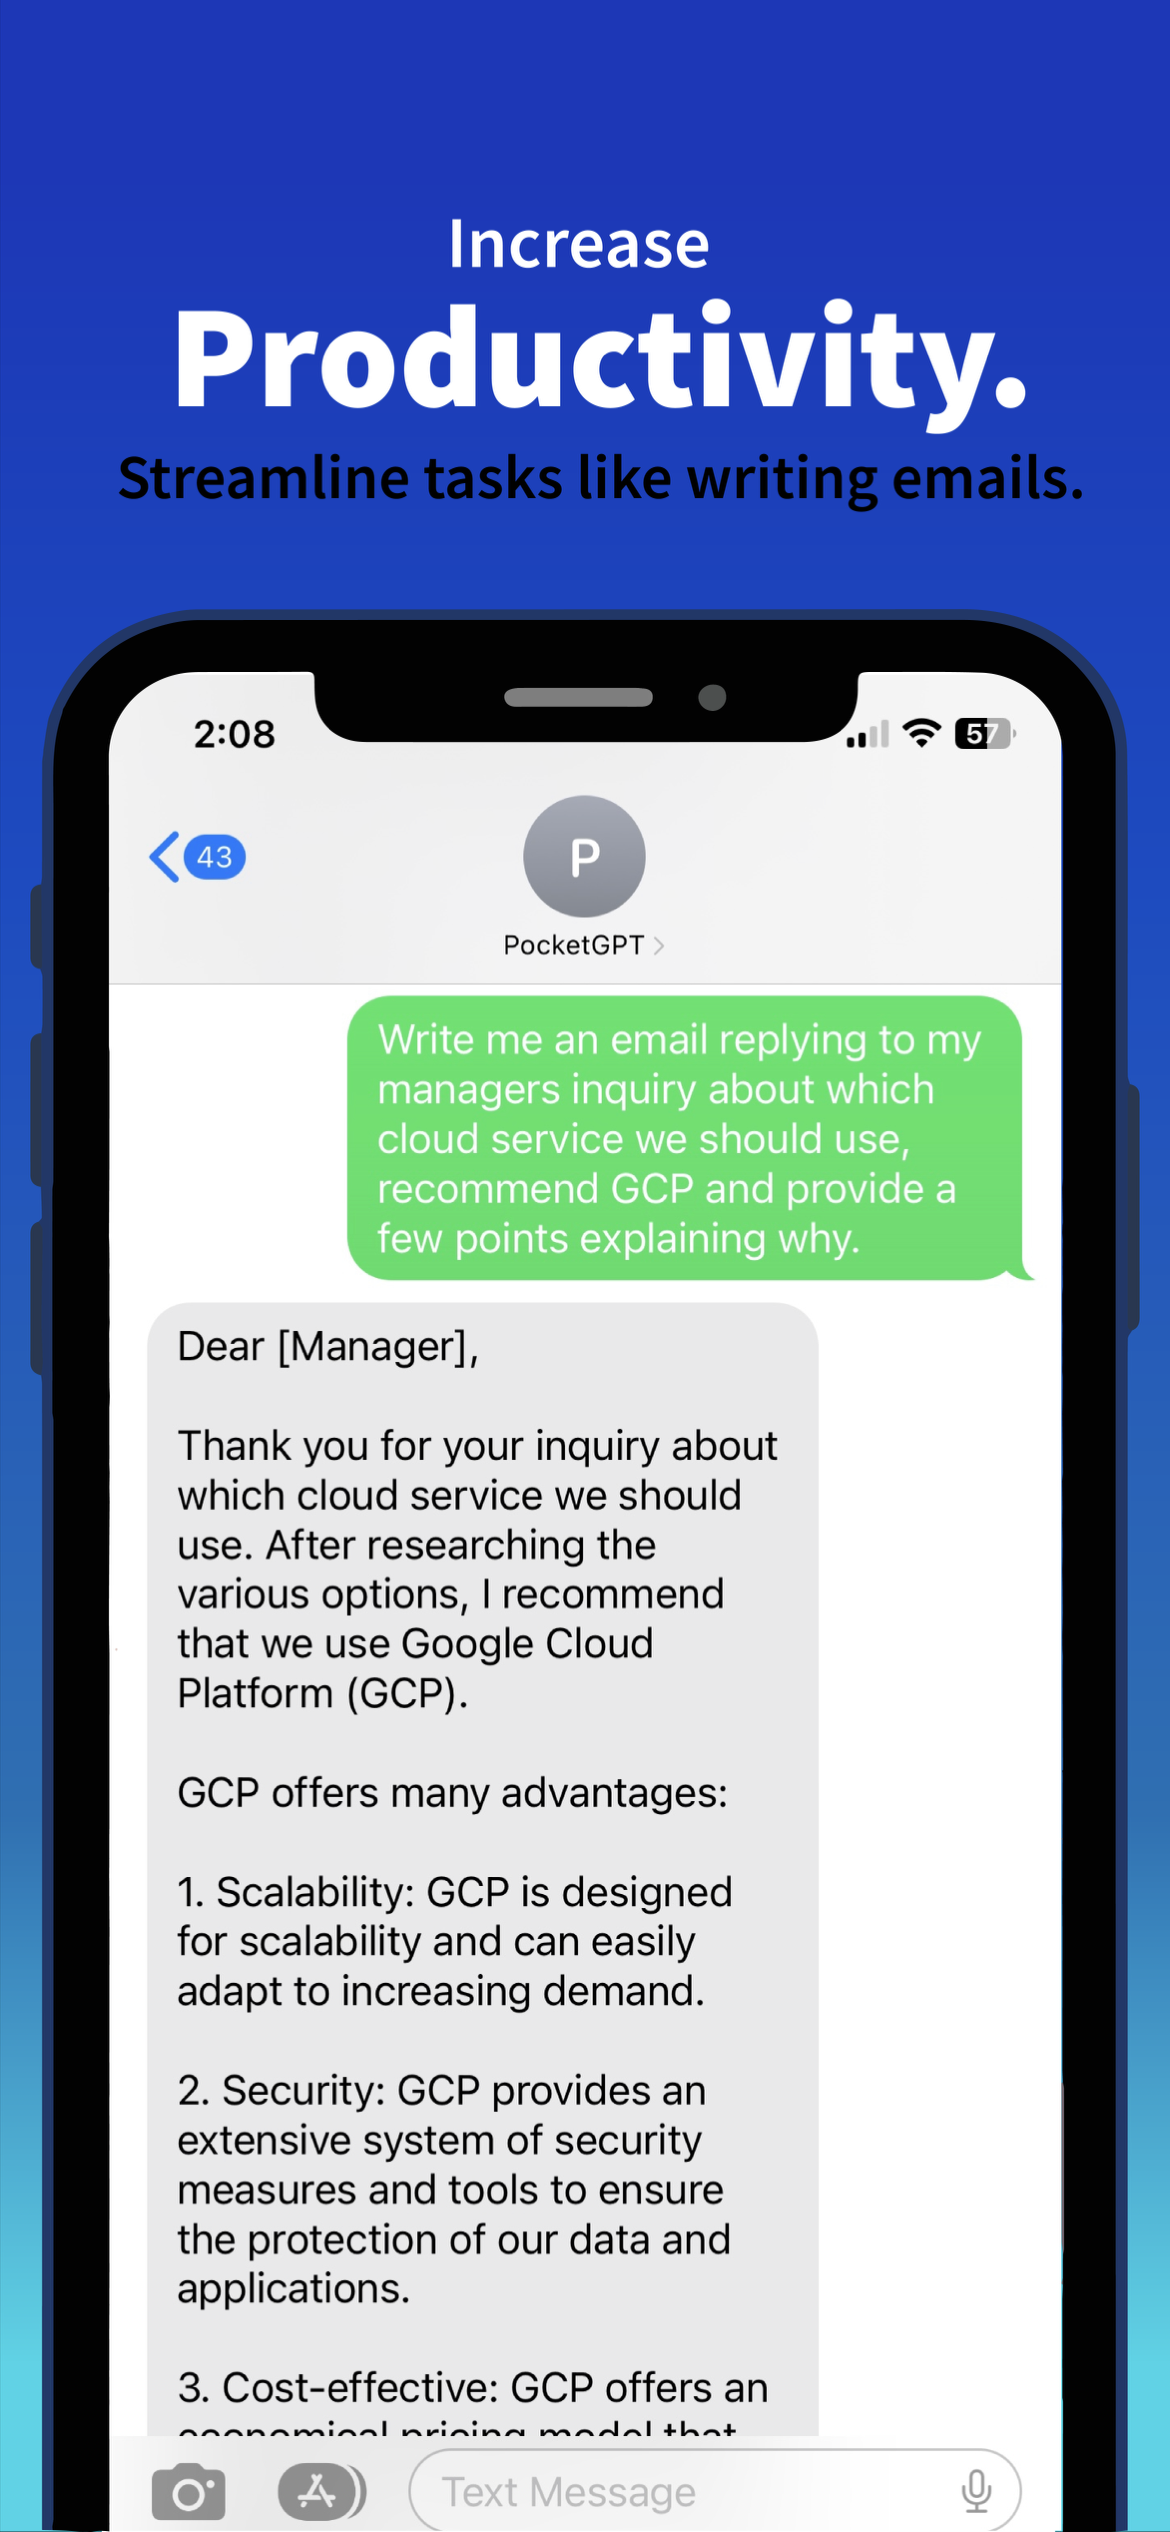 Increase
Productivity.
Streamline tasks like writing emails.
2:08
57
43
P
PocketGPT
Write me an email replying to my
managers inquiry about which
cloud service we should use,
recommend GCP and provide a
few points explaining why.
Dear [Manager],
Thank you for your inquiry about
which cloud service we should
use. After researching the
various options, I recommend
that we use Google Cloud
Platform (GCP).
GCP offers many advantages:
1. Scalability: GCP is designed
for scalability and can easily
adapt to increasing demand.
2. Security: GCP provides an
extensive system of security
measures and tools to ensure
the protection of our data and
applications.
3. Cost-effective: GCP offers an
economical pricing model that
Text Message